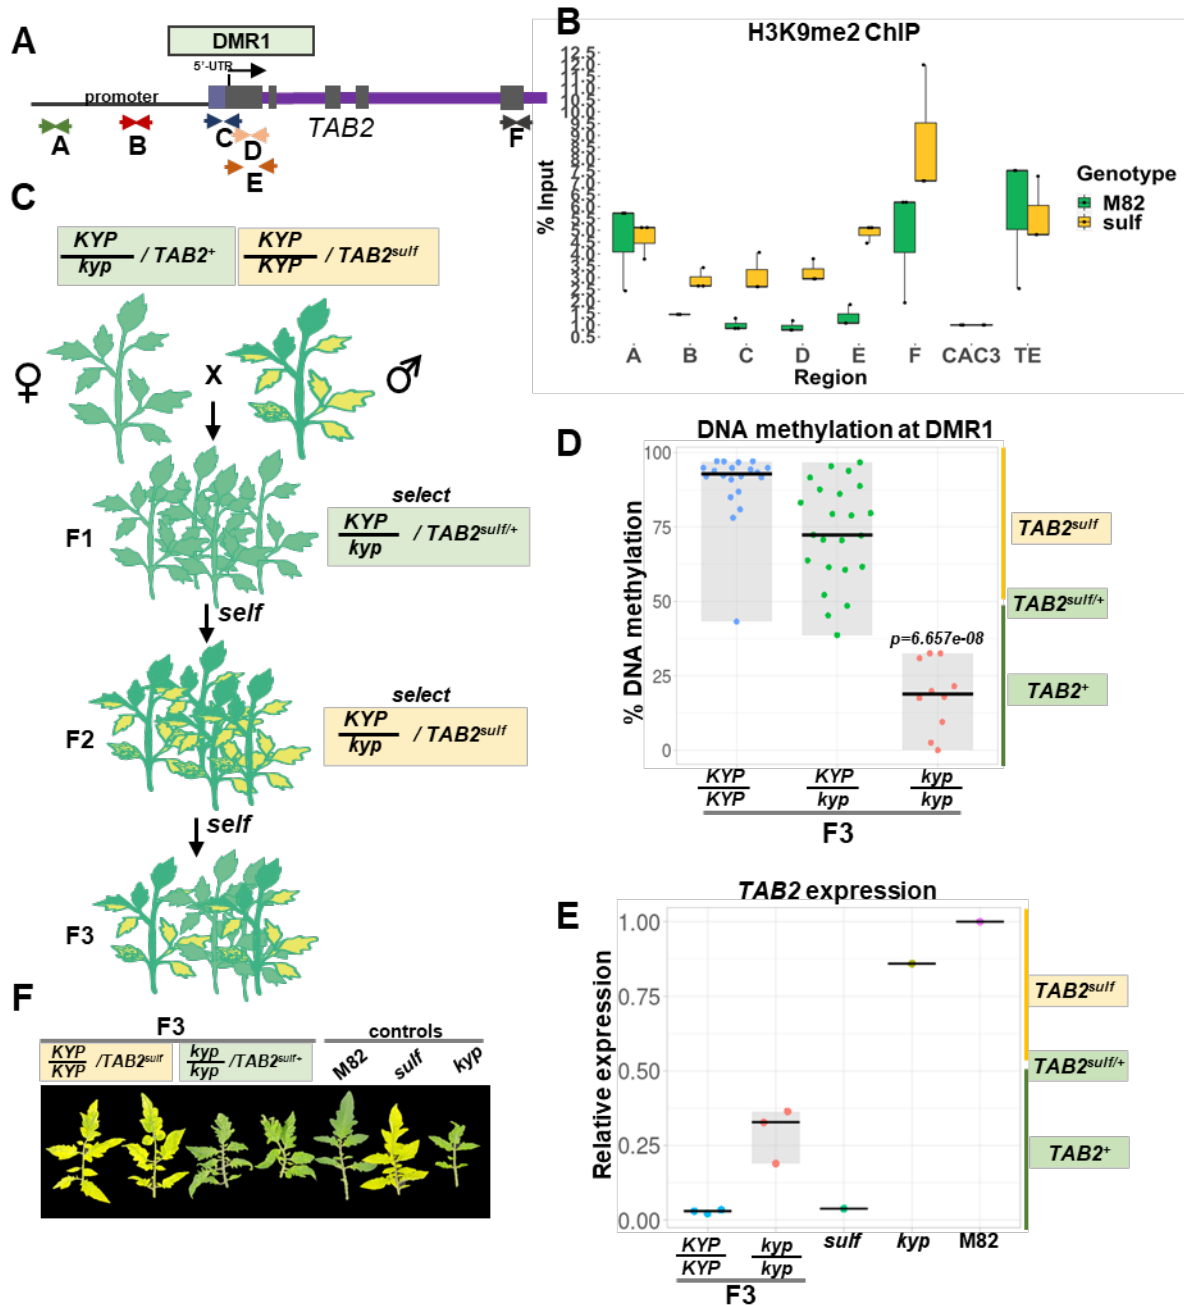 A
DMR1
5'-UTR
promoter
TAB2
A
B
C
D
E
F
B
H3K9me2 ChIP
% Input
12.5
12.0
11.5
11.0
10.5
10.0
9.5
9.0
8.5
8.0
7.5
7.0
6.5
6.0
5.5
5.0
4.5
4.0
3.5
3.0
2.5
2.0
1.5
1.0
0.5
A B C D E F CAC3 TE
Region
Genotype
M82
sulf
C
KYP
kyp
/ TAB2+
KYP
KYP
/ TAB2sulf
♀
X
♂
F1
select
KYP
kyp
/ TAB2sulf/+
self
F2
select
KYP
kyp
/ TAB2sulf
self
F3
D
DNA methylation at DMR1
% DNA methylation
100
75
50
25
0
p=6.657e-08
TAB2sulf
TAB2sulf/+
TAB2+
KYP
KYP
KYP
kyp
kyp
kyp
F3
E
TAB2 expression
Relative expression
1.00
0.75
0.50
0.25
0.00
TAB2sulf
TAB2sulf/+
TAB2+
KYP
KYP
kyp
kyp
sulf
kyp
M82
F3
F
F3
controls
KYP
KYP
/TAB2sulf
kyp
kyp
/TAB2sulf+
M82
sulf
kyp